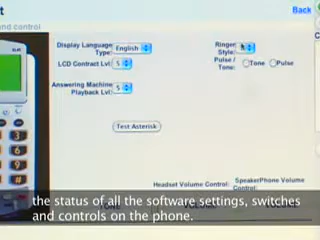 t
Back
and control
Display Language
Type:
English
Ringer
Style:
LCD Contract Lvl:
5
Pulse /
Tone:
Tone
Pulse
Answering Machine
Playback Lvl:
5
Test Asterisk
Headset Volume Control:
SpeakerPhone Volume
Control:
the status of all the software settings, switches
and controls on the phone.